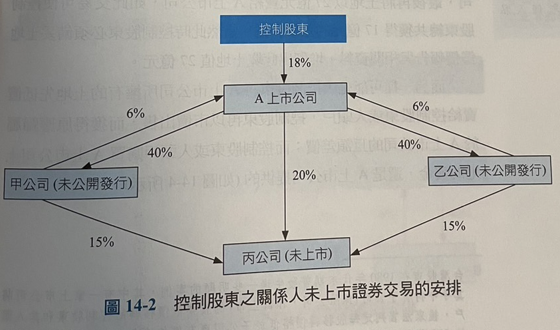 控制股東
18%
A 上市公司
6%
6%
40%
40%
甲公司 (未公開發行)
20%
乙公司 (未公開發行)
15%
15%
丙公司 (未上市)
圖 14-2 控制股東之關係人未上市證券交易的安排